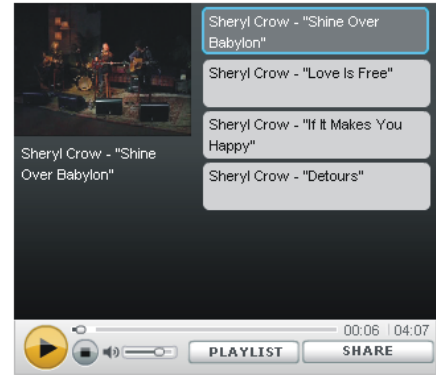 Sheryl Crow - "Shine Over
Babylon"
Sheryl Crow - "Love Is Free"
Sheryl Crow - "If It Makes You
Happy"
Sheryl Crow - "Detours"
Sheryl Crow - "Shine
Over Babylon"
00:06 | 04:07
PLAYLIST
SHARE